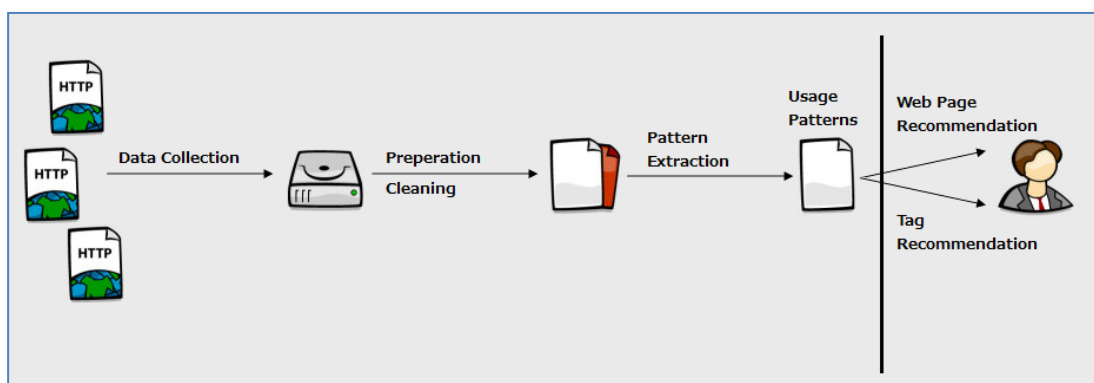 HTTP
HTTP
HTTP
Data Collection
Preperation
Cleaning
Pattern
Extraction
Usage
Patterns
Web Page
Recommendation
Tag
Recommendation